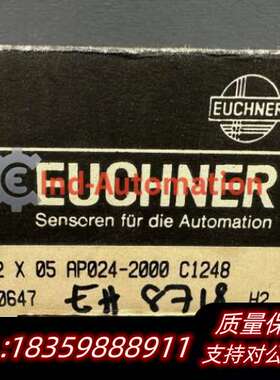 EUCHNER
Ind-Automation
EUCHNER
Sensoren für die Automation
2 X 05 AP024-2000 C1248
0647 EH 8718 H2
质量保
18359888911
支持对公